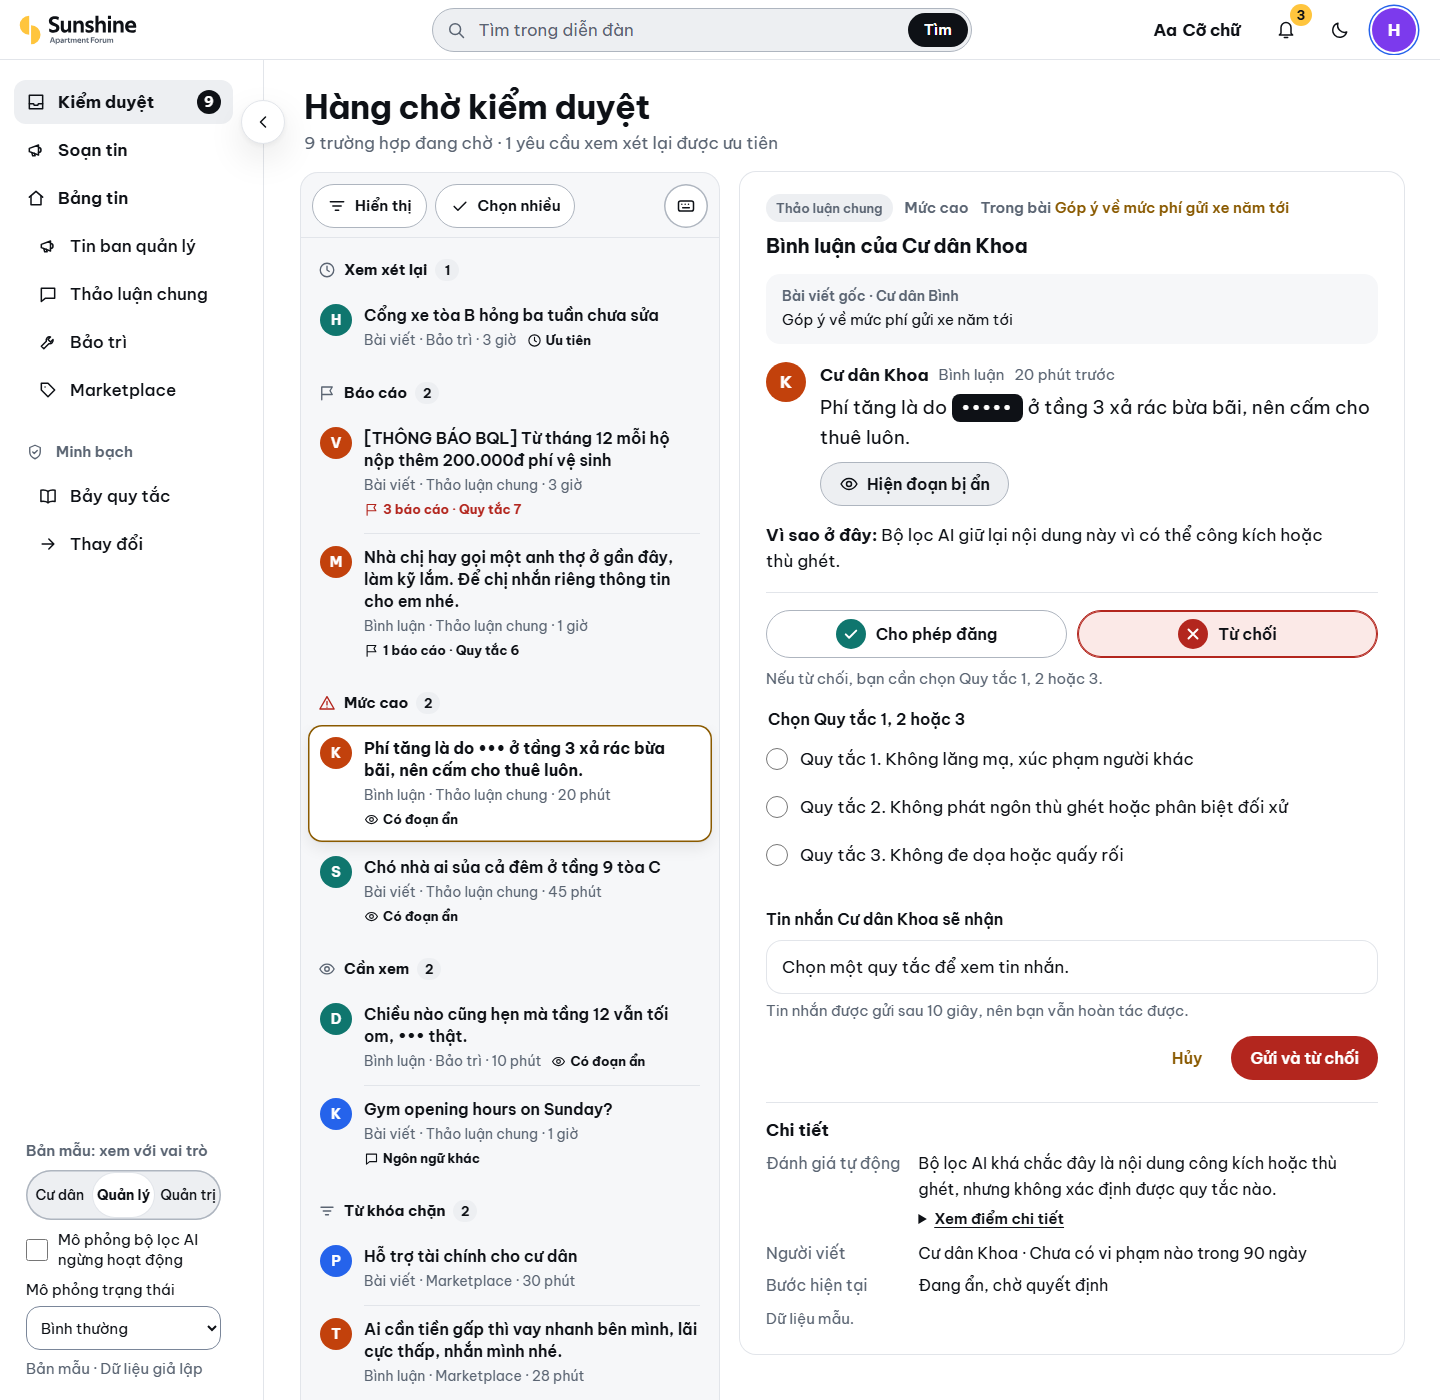 Sunshine
Apartment Forum
Tìm trong diễn đàn
Tìm
Aa Cỡ chữ
3
H
Kiểm duyệt
9
Soạn tin
Bảng tin
Tin ban quản lý
Thảo luận chung
Bảo trì
Marketplace
Minh bạch
Bảy quy tắc
Thay đổi
Bản mẫu: xem với vai trò
Cư dân
Quản lý
Quản trị
Mô phỏng bộ lọc AI
ngừng hoạt động
Mô phỏng trạng thái
Bình thường
Bản mẫu · Dữ liệu giả lập
Hàng chờ kiểm duyệt
9 trường hợp đang chờ · 1 yêu cầu xem xét lại được ưu tiên
Hiển thị
Chọn nhiều
Xem xét lại
1
H
Cổng xe tòa B hỏng ba tuần chưa sửa
Bài viết · Bảo trì · 3 giờ
Ưu tiên
Báo cáo
2
V
[THÔNG BÁO BQL] Từ tháng 12 mỗi hộ
nộp thêm 200.000đ phí vệ sinh
Bài viết · Thảo luận chung · 3 giờ
3 báo cáo · Quy tắc 7
M
Nhà chị hay gọi một anh thợ ở gần đây,
làm kỹ lắm. Để chị nhắn riêng thông tin
cho em nhé.
Bình luận · Thảo luận chung · 1 giờ
1 báo cáo · Quy tắc 6
Mức cao
2
K
Phí tăng là do ••• ở tầng 3 xả rác bừa
bãi, nên cấm cho thuê luôn.
Bình luận · Thảo luận chung · 20 phút
Có đoạn ẩn
S
Chó nhà ai sủa cả đêm ở tầng 9 tòa C
Bài viết · Thảo luận chung · 45 phút
Có đoạn ẩn
Cần xem
2
D
Chiều nào cũng hẹn mà tầng 12 vẫn tối
om, ••• thật.
Bình luận · Bảo trì · 10 phút
Có đoạn ẩn
K
Gym opening hours on Sunday?
Bài viết · Thảo luận chung · 1 giờ
Ngôn ngữ khác
Từ khóa chặn
2
P
Hỗ trợ tài chính cho cư dân
Bài viết · Marketplace · 30 phút
T
Ai cần tiền gấp thì vay nhanh bên mình, lãi
cực thấp, nhắn mình nhé.
Bình luận · Marketplace · 28 phút
Thảo luận chung
Mức cao
Trong bài Góp ý về mức phí gửi xe năm tới
Bình luận của Cư dân Khoa
Bài viết gốc · Cư dân Bình
Góp ý về mức phí gửi xe năm tới
K
Cư dân Khoa
Bình luận
20 phút trước
Phí tăng là do ••••• ở tầng 3 xả rác bừa bãi, nên cấm cho
thuê luôn.
Hiện đoạn bị ẩn
Vì sao ở đây: Bộ lọc AI giữ lại nội dung này vì có thể công kích hoặc
thù ghét.
Cho phép đăng
Từ chối
Nếu từ chối, bạn cần chọn Quy tắc 1, 2 hoặc 3.
Chọn Quy tắc 1, 2 hoặc 3
Quy tắc 1. Không lăng mạ, xúc phạm người khác
Quy tắc 2. Không phát ngôn thù ghét hoặc phân biệt đối xử
Quy tắc 3. Không đe dọa hoặc quấy rối
Tin nhắn Cư dân Khoa sẽ nhận
Chọn một quy tắc để xem tin nhắn.
Tin nhắn được gửi sau 10 giây, nên bạn vẫn hoàn tác được.
Hủy
Gửi và từ chối
Chi tiết
Đánh giá tự động
Bộ lọc AI khá chắc đây là nội dung công kích hoặc thù
ghét, nhưng không xác định được quy tắc nào.
Xem điểm chi tiết
Người viết
Cư dân Khoa · Chưa có vi phạm nào trong 90 ngày
Bước hiện tại
Đang ẩn, chờ quyết định
Dữ liệu mẫu.